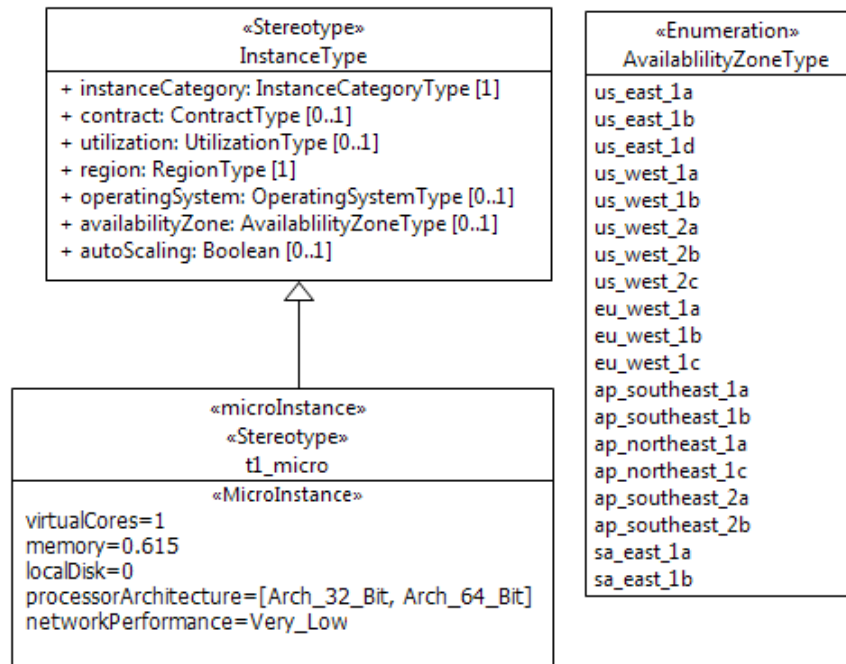 «Stereotype»
InstanceType
+ instanceCategory: InstanceCategoryType [1]
+ contract: ContractType [0..1]
+ utilization: UtilizationType [0..1]
+ region: RegionType [1]
+ operatingSystem: OperatingSystemType [0..1]
+ availabilityZone: AvailablilityZoneType [0..1]
+ autoScaling: Boolean [0..1]
«microInstance»
«Stereotype»
t1_micro
«MicroInstance»
virtualCores=1
memory=0.615
localDisk=0
processorArchitecture=[Arch_32_Bit, Arch_64_Bit]
networkPerformance=Very_Low
«Enumeration»
AvailablilityZoneType
us_east_1a
us_east_1b
us_east_1d
us_west_1a
us_west_1b
us_west_2a
us_west_2b
us_west_2c
eu_west_1a
eu_west_1b
eu_west_1c
ap_southeast_1a
ap_southeast_1b
ap_northeast_1a
ap_northeast_1c
ap_southeast_2a
ap_southeast_2b
sa_east_1a
sa_east_1b